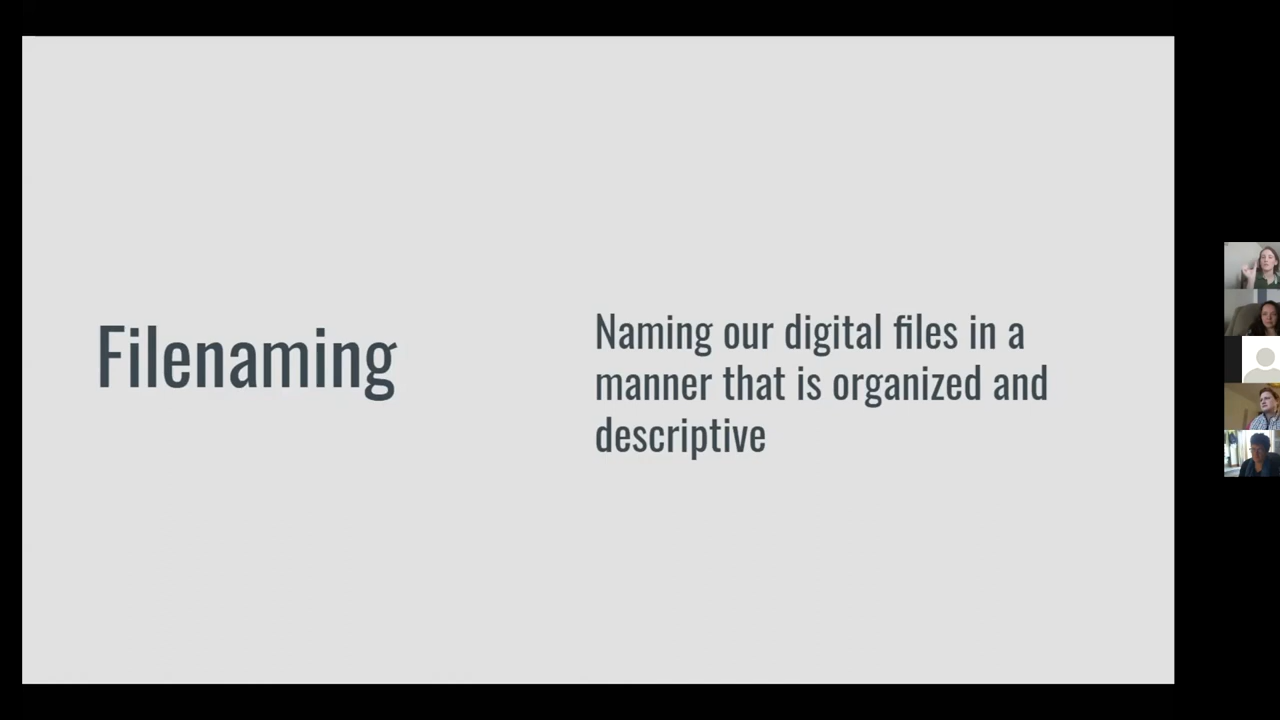 Filenaming
Naming our digital files in a
manner that is organized and
descriptive